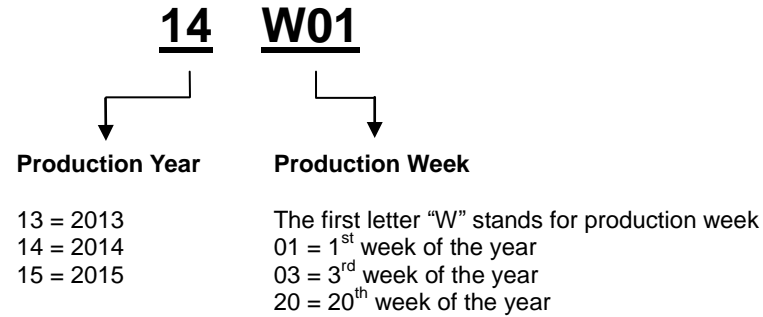 14 W01
Production Year Production Week
13 = 2013 The first letter “W” stands for production week
14 = 2014 01 = 1st week of the year
15 = 2015 03 = 3rd week of the year
20 = 20th week of the year